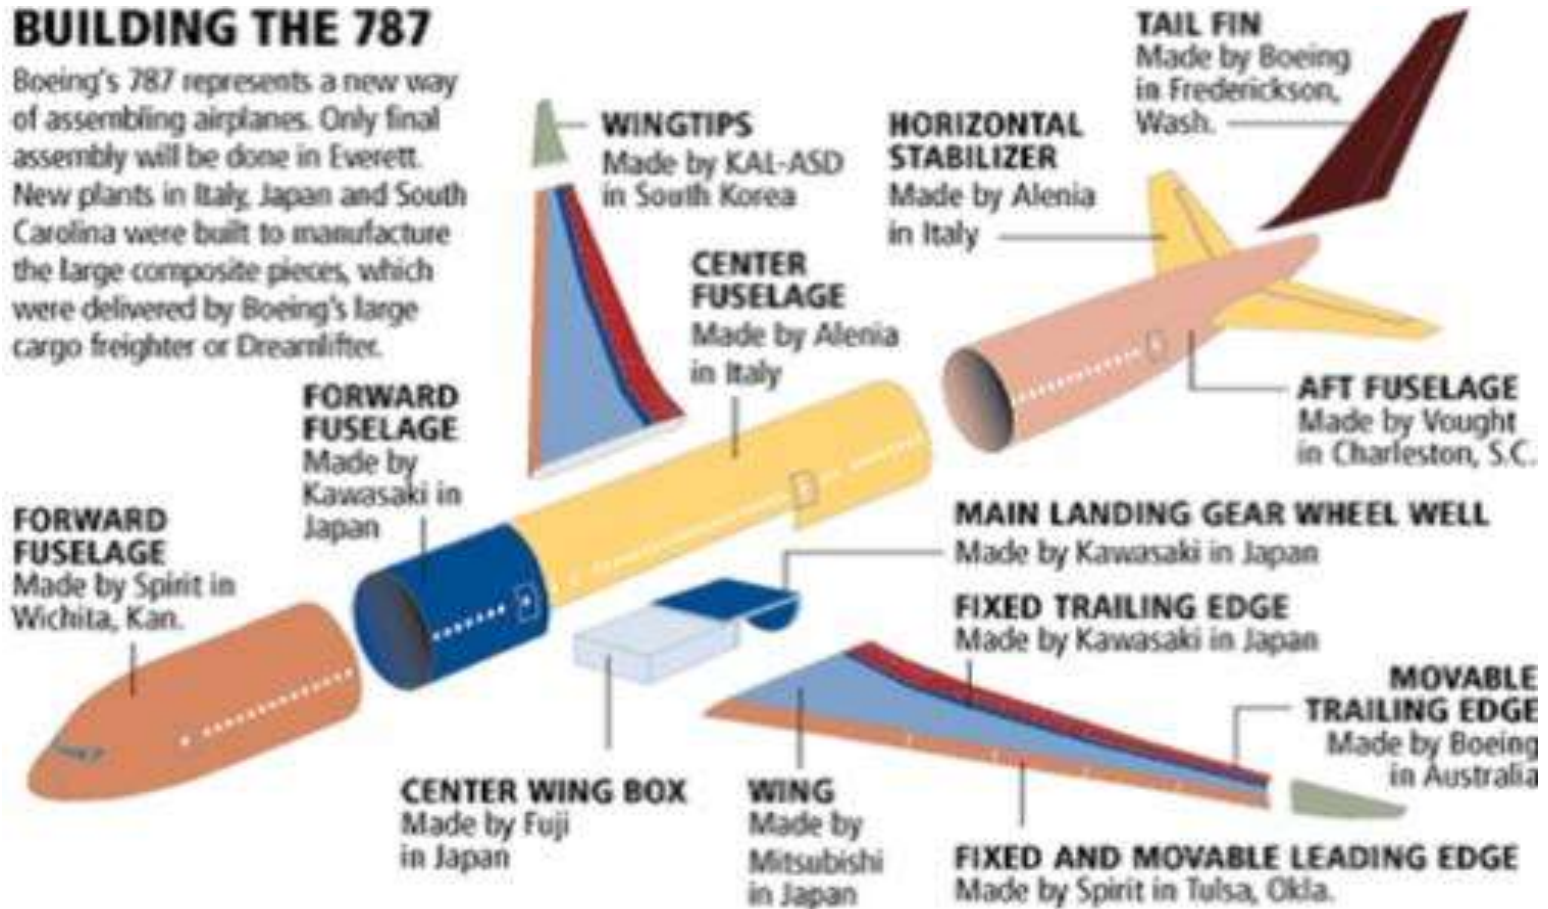 BUILDING THE 787
Boeing's 787 represents a new way
of assembling airplanes. Only final
assembly will be done in Everett.
New plants in Italy, Japan and South
Carolina were built to manufacture
the large composite pieces, which
were delivered by Boeing's large
cargo freighter or Dreamlifter.
WINGTIPS
Made by KAL-ASD
in South Korea
HORIZONTAL
STABILIZER
Made by Alenia
in Italy
TAIL FIN
Made by Boeing
in Frederickson,
Wash.
CENTER
FUSELAGE
Made by Alenia
in Italy
AFT FUSELAGE
Made by Vought
in Charleston, S.C.
FORWARD
FUSELAGE
Made by
Kawasaki in
Japan
FORWARD
FUSELAGE
Made by Spirit in
Wichita, Kan.
MAIN LANDING GEAR WHEEL WELL
Made by Kawasaki in Japan
FIXED TRAILING EDGE
Made by Kawasaki in Japan
MOVABLE
TRAILING EDGE
Made by Boeing
in Australia
CENTER WING BOX
Made by Fuji
in Japan
WING
Made by
Mitsubishi
in Japan
FIXED AND MOVABLE LEADING EDGE
Made by Spirit in Tulsa, Okla.